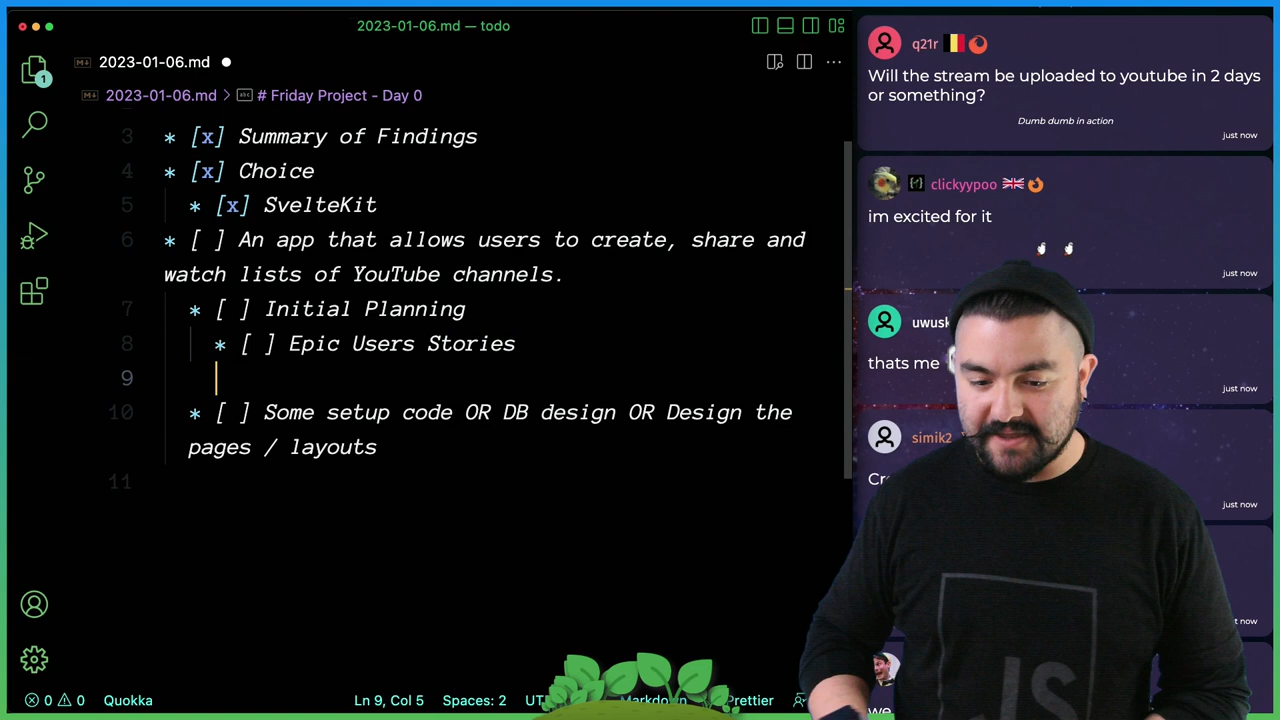 2023-01-06.md — todo
2023-01-06.md
2023-01-06.md > # Friday Project - Day 0
3 * [x] Summary of Findings
4 * [x] Choice
5 * [x] SvelteKit
6 * [ ] An app that allows users to create, share and
watch lists of YouTube channels.
7 * [ ] Initial Planning
8 * [ ] Epic Users Stories
9
10 * [ ] Some setup code OR DB design OR Design the
pages / layouts
11
1
0 0 Quokka Ln 9, Col 5 Spaces: 2 Markdown Prettier
q21r
Will the stream be uploaded to youtube in 2 days
or something?
Dumb dumb in action
just now
clickyypoo
im excited for it
just now
uwusk
thats me
just now
simik2
just now
we
JS